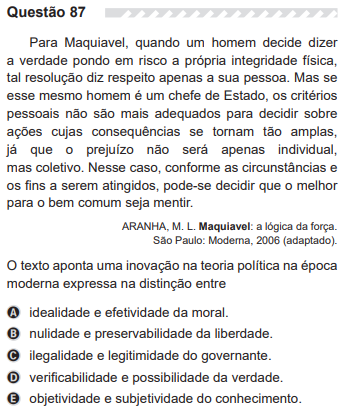 Questão 87
Para Maquiavel, quando um homem decide dizer
a verdade pondo em risco a própria integridade física,
tal resolução diz respeito apenas a sua pessoa. Mas se
esse mesmo homem é um chefe de Estado, os critérios
pessoais não são mais adequados para decidir sobre
ações cujas consequências se tornam tão amplas,
já que o prejuízo não será apenas individual,
mas coletivo. Nesse caso, conforme as circunstâncias e
os fins a serem atingidos, pode-se decidir que o melhor
para o bem comum seja mentir.
ARANHA, M. L. Maquiavel: a lógica da força.
São Paulo: Moderna, 2006 (adaptado).
O texto aponta uma inovação na teoria política na época
moderna expressa na distinção entre
A idealidade e efetividade da moral.
B nulidade e preservabilidade da liberdade.
C ilegalidade e legitimidade do governante.
D verificabilidade e possibilidade da verdade.
E objetividade e subjetividade do conhecimento.